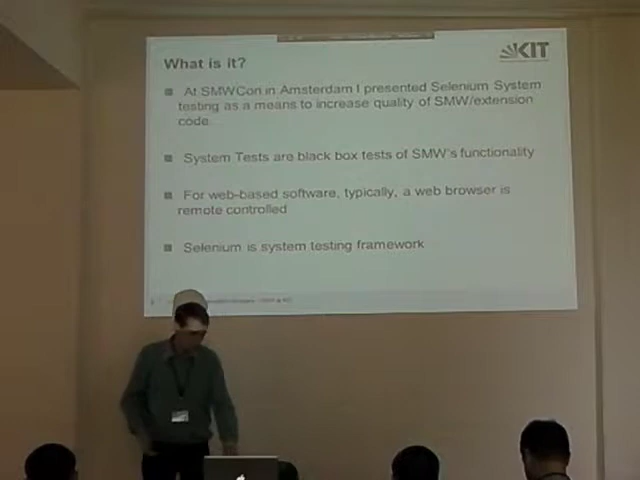 What is it?
KIT
At SMWCon in Amsterdam I presented Selenium System
testing as a means to increase quality of SMW/extension
code
System Tests are black box tests of SMW's functionality
For web-based software, typically, a web browser is
remote controlled
Selenium is system testing framework